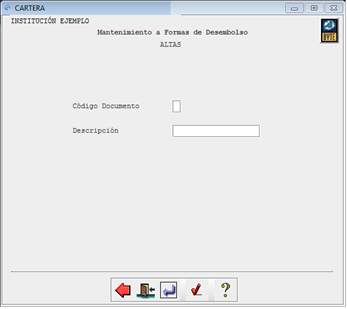 CARTERA
INSTITUCIÓN EJEMPLO
Mantenimiento a Formas de Desembolso
ALTAS
Código Documento
Descripción